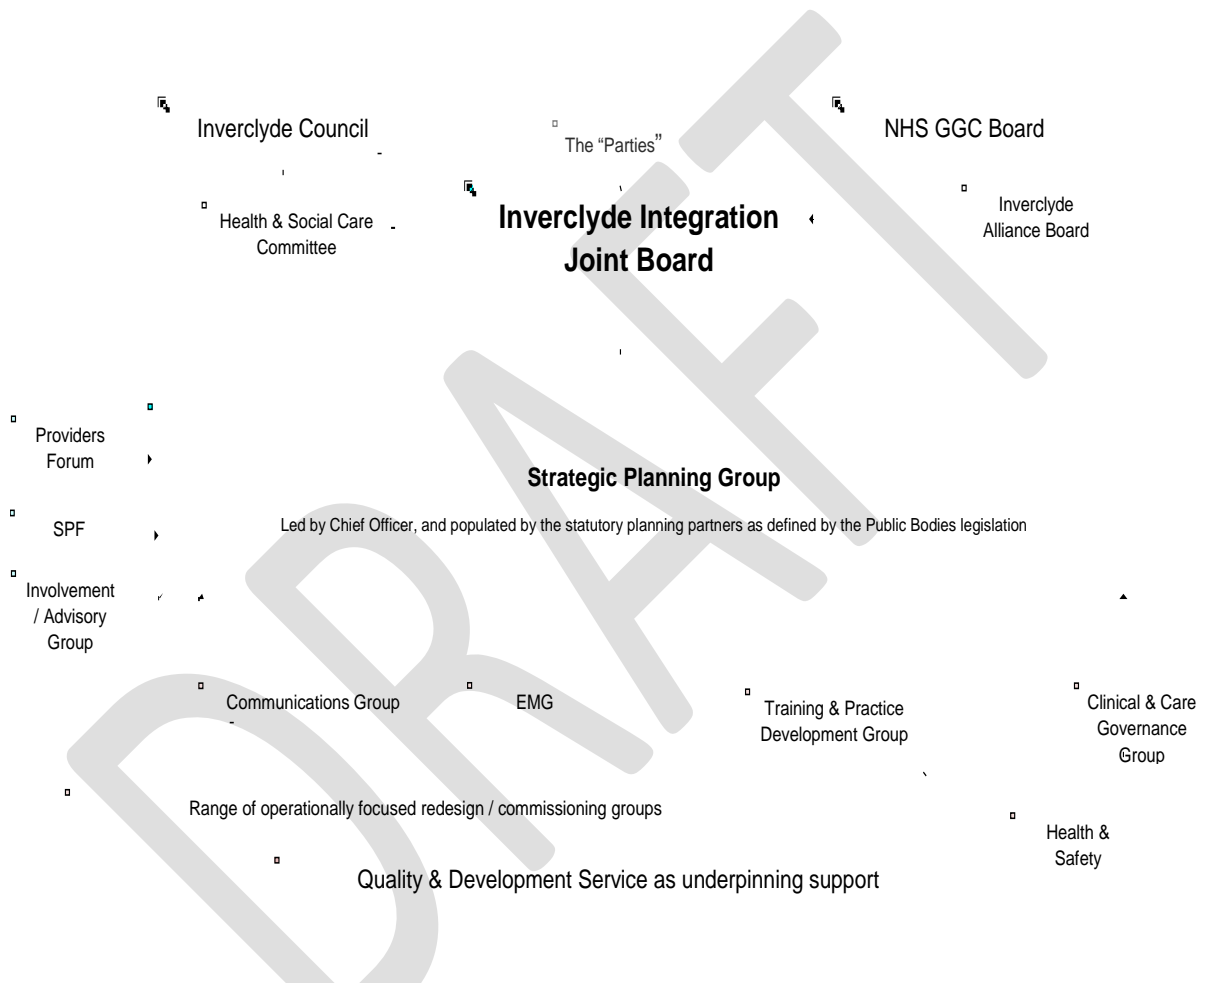 Inverclyde Council
The “Parties”
NHS GGC Board
Health & Social Care
Committee
Inverclyde Integration
Joint Board
Inverclyde
Alliance Board
Providers
Forum
Strategic Planning Group
SPF
Led by Chief Officer, and populated by the statutory planning partners as defined by the Public Bodies legislation
Involvement
/ Advisory
Group
Communications Group
EMG
Training & Practice
Development Group
Clinical & Care
Governance
Group
Range of operationally focused redesign / commissioning groups
Health &
Safety
Quality & Development Service as underpinning support
DRAFT